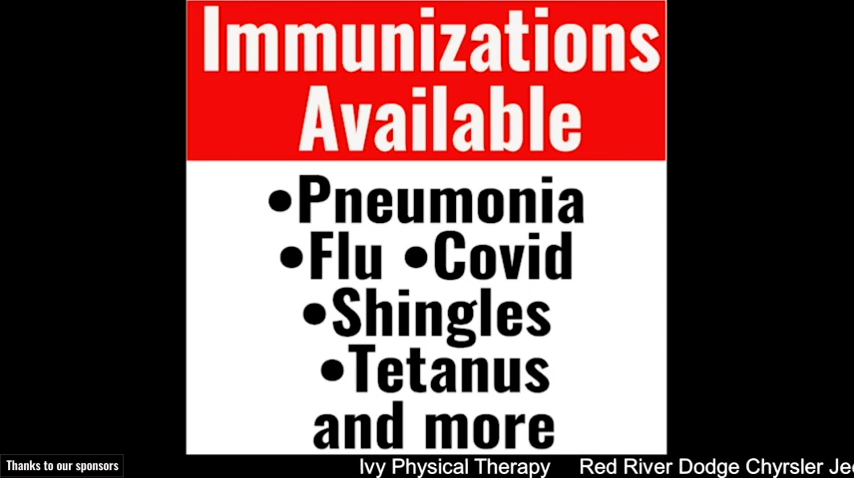 Immunizations
Available
•Pneumonia
•Flu •Covid
•Shingles
•Tetanus
and more
Thanks to our sponsors
Ivy Physical Therapy Red River Dodge Chyrsler Jee